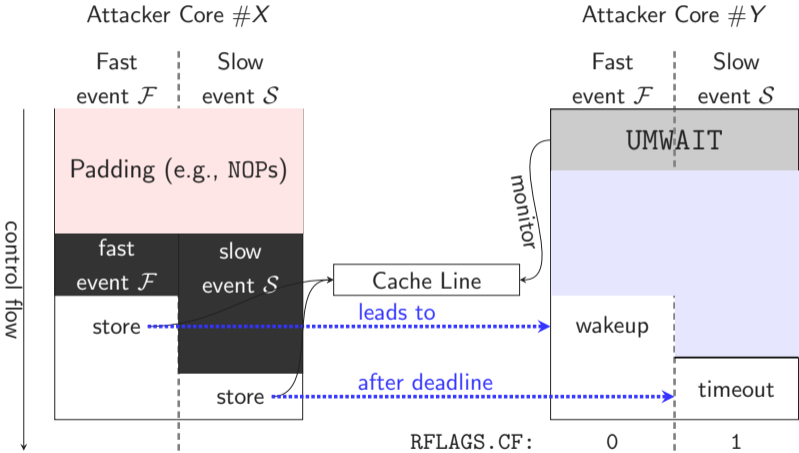 Attacker Core #X
Attacker Core #Y
Fast event ℱ
Slow event 𝒮
Fast event ℱ
Slow event 𝒮
UMWAIT
Padding (e.g., NOPs)
monitor
control flow
fast event ℱ
slow event 𝒮
Cache Line
leads to
store
wakeup
after deadline
store
timeout
RFLAGS.CF: 0 1